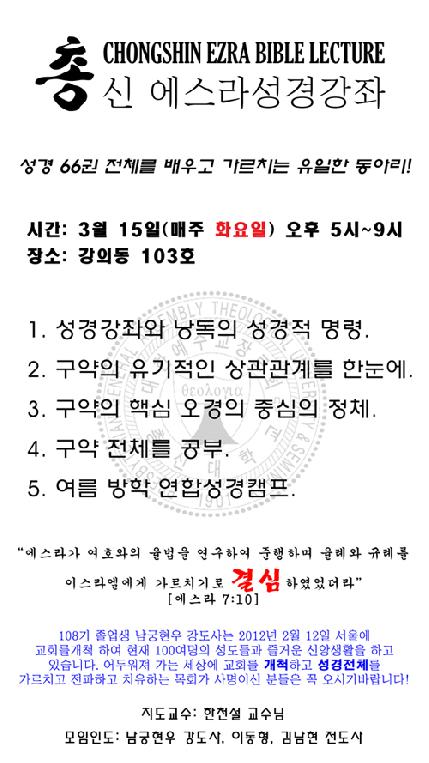 총 CHONGSHIN EZRA BIBLE LECTURE
신 에스라성경강좌
성경 66권 전체를 배우고 가르치는 유일한 동아리!
시간: 3월 15일(매주 화요일) 오후 5시~9시
장소: 강의동 103호
1. 성경강좌와 낭독의 성경적 명령.
2. 구약의 유기적인 상관관계를 한눈에.
3. 구약의 핵심 오경의 중심의 정체.
4. 구약 전체를 공부.
5. 여름 방학 연합성경캠프.
theologia
"에스라가 여호와의 율법을 연구하여 준행하며 율례와 규례를
이스라엘에게 가르치기로 결심하였었더라"
[에스라 7:10]
108기 졸업생 남궁현우 강도사는 2012년 2월 12일 서울에
교회를개척 하여 현재 100여명의 성도들과 즐거운 신앙생활을 하고
있습니다. 어두워져 가는 세상에 교회를 개척하고 성경전체를
가르치고 전파하고 치유하는 목회가 사명이신 분들은 꼭 오시기바랍니다!
지도교수: 한천설 교수님
모임인도: 남궁현우 강도사, 이동형, 김남현 전도사